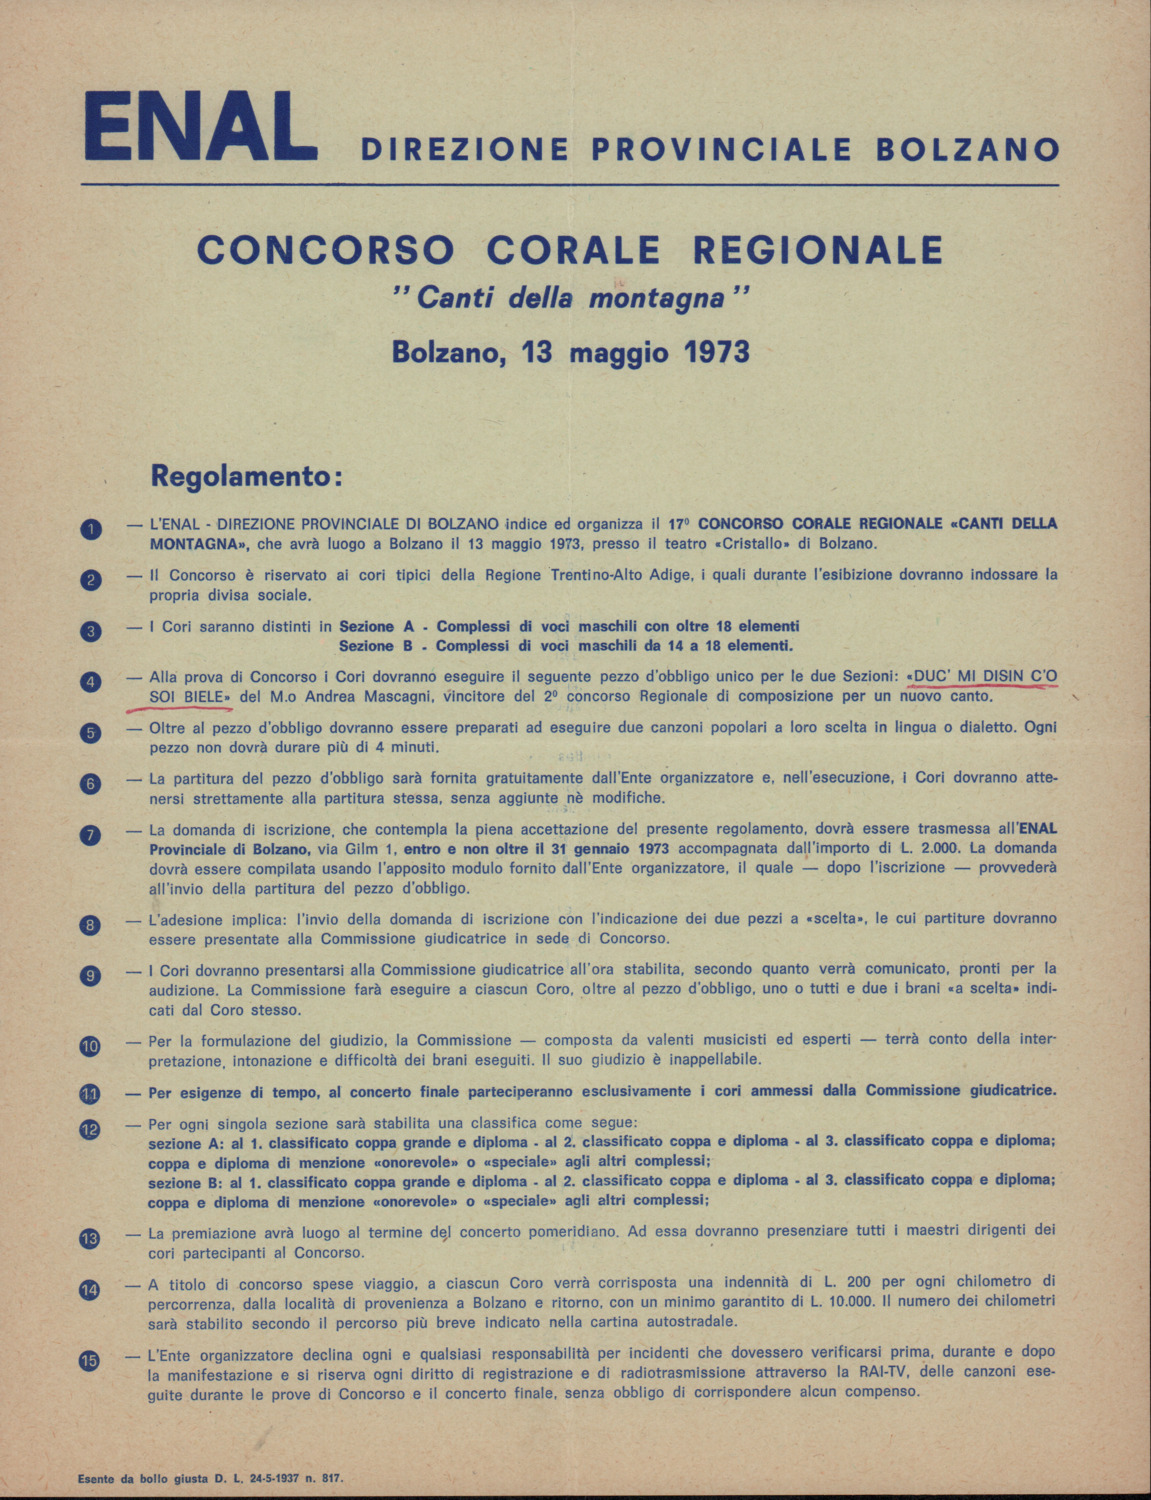 ENAL DIREZIONE PROVINCIALE BOLZANO
CONCORSO CORALE REGIONALE
"Canti della montagna"
Bolzano, 13 maggio 1973
Regolamento:
1 — L'ENAL - DIREZIONE PROVINCIALE DI BOLZANO indice ed organizza il 17º CONCORSO CORALE REGIONALE «CANTI DELLA
MONTAGNA», che avrà luogo a Bolzano il 13 maggio 1973, presso il teatro «Cristallo» di Bolzano.
2 — Il Concorso è riservato ai cori tipici della Regione Trentino-Alto Adige, i quali durante l'esibizione dovranno indossare la
propria divisa sociale.
3 — I Cori saranno distinti in Sezione A - Complessi di voci maschili con oltre 18 elementi
Sezione B - Complessi di voci maschili da 14 a 18 elementi.
4 — Alla prova di Concorso i Cori dovranno eseguire il seguente pezzo d'obbligo unico per le due Sezioni: «DUC' MI DISIN C'O
SOI BIELE» del M.o Andrea Mascagni, vincitore del 2º concorso Regionale di composizione per un nuovo canto.
5 — Oltre al pezzo d'obbligo dovranno essere preparati ad eseguire due canzoni popolari a loro scelta in lingua o dialetto. Ogni
pezzo non dovrà durare più di 4 minuti.
6 — La partitura del pezzo d'obbligo sarà fornita gratuitamente dall'Ente organizzatore e, nell'esecuzione, i Cori dovranno atte-
nersi strettamente alla partitura stessa, senza aggiunte nè modifiche.
7 — La domanda di iscrizione, che contempla la piena accettazione del presente regolamento, dovrà essere trasmessa all'ENAL
Provinciale di Bolzano, via Gilm 1, entro e non oltre il 31 gennaio 1973 accompagnata dall'importo di L. 2.000. La domanda
dovrà essere compilata usando l'apposito modulo fornito dall'Ente organizzatore, il quale — dopo l'iscrizione — provvederà
all'invio della partitura del pezzo d'obbligo.
8 — L'adesione implica: l'invio della domanda di iscrizione con l'indicazione dei due pezzi a «scelta», le cui partiture dovranno
essere presentate alla Commissione giudicatrice in sede di Concorso.
9 — I Cori dovranno presentarsi alla Commissione giudicatrice all'ora stabilita, secondo quanto verrà comunicato, pronti per la
audizione. La Commissione farà eseguire a ciascun Coro, oltre al pezzo d'obbligo, uno o tutti e due i brani «a scelta» indi-
cati dal Coro stesso.
10 — Per la formulazione del giudizio, la Commissione — composta da valenti musicisti ed esperti — terrà conto della inter-
pretazione, intonazione e difficoltà dei brani eseguiti. Il suo giudizio è inappellabile.
11 — Per esigenze di tempo, al concerto finale parteciperanno esclusivamente i cori ammessi dalla Commissione giudicatrice.
12 — Per ogni singola sezione sarà stabilita una classifica come segue:
sezione A: al 1. classificato coppa grande e diploma - al 2. classificato coppa e diploma - al 3. classificato coppa e diploma;
coppa e diploma di menzione «onorevole» o «speciale» agli altri complessi;
sezione B: al 1. classificato coppa grande e diploma - al 2. classificato coppa e diploma - al 3. classificato coppa e diploma;
coppa e diploma di menzione «onorevole» o «speciale» agli altri complessi;
13 — La premiazione avrà luogo al termine del concerto pomeridiano. Ad essa dovranno presenziare tutti i maestri dirigenti dei
cori partecipanti al Concorso.
14 — A titolo di concorso spese viaggio, a ciascun Coro verrà corrisposta una indennità di L. 200 per ogni chilometro di
percorrenza, dalla località di provenienza a Bolzano e ritorno, con un minimo garantito di L. 10.000. Il numero dei chilometri
sarà stabilito secondo il percorso più breve indicato nella cartina autostradale.
15 — L'Ente organizzatore declina ogni e qualsiasi responsabilità per incidenti che dovessero verificarsi prima, durante e dopo
la manifestazione e si riserva ogni diritto di registrazione e di radiotrasmissione attraverso la RAI-TV, delle canzoni ese-
guite durante le prove di Concorso e il concerto finale, senza obbligo di corrispondere alcun compenso.
Esente da bollo giusta D. L. 24-5-1937 n. 817.